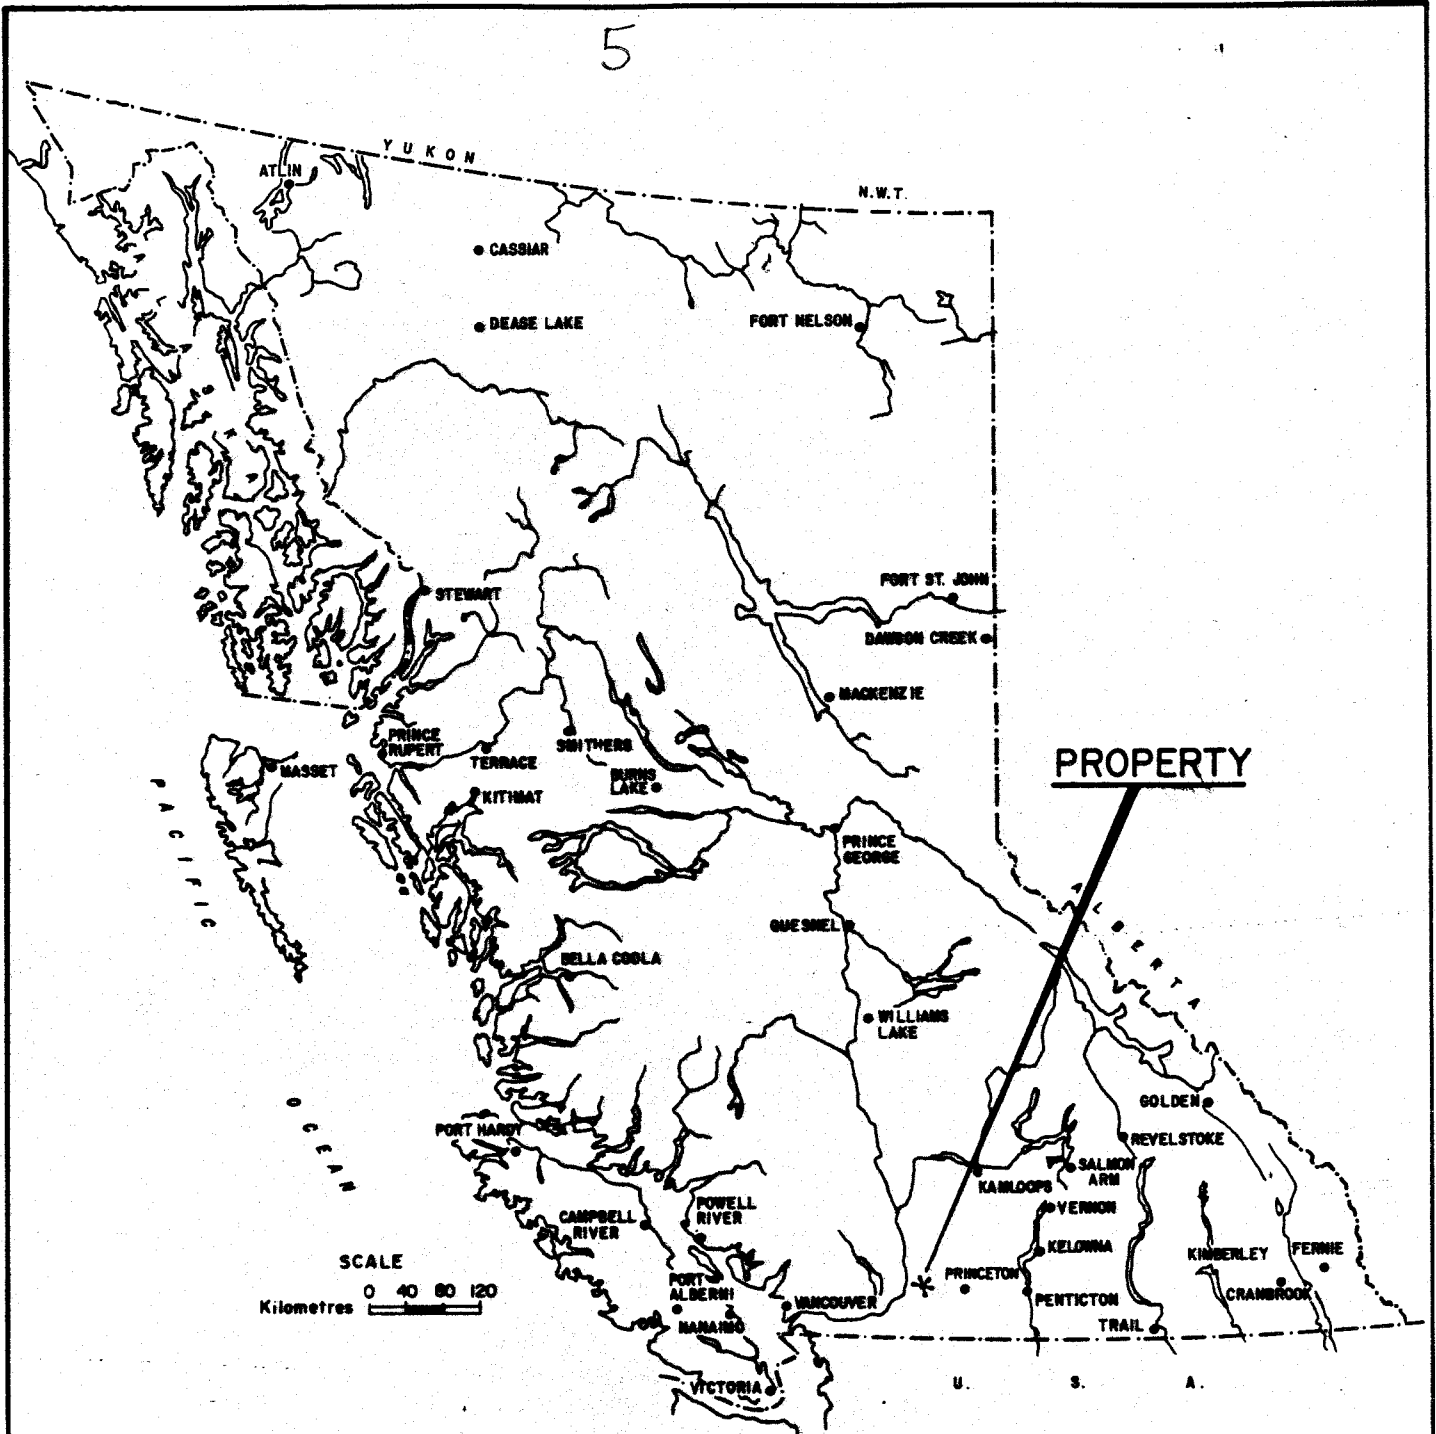 5
YUKON
N.W.T.
ATLIN
CASSIAR
DEASE LAKE
FORT NELSON
ALASKA
STEWART
FORT ST. JOHN
DAWSON CREEK
MACKENZIE
PRINCE
RUPERT
TERRACE
SMITHERS
BURNS
LAKE
MASSET
KITIMAT
PROPERTY
PRINCE
GEORGE
PACIFIC
ALBERTA
QUESNEL
BELLA COOLA
WILLIAMS
LAKE
OCEAN
GOLDEN
PORT HARDY
REVELSTOKE
SALMON
ARM
KAMLOOPS
VERNON
POWELL
RIVER
CAMPBELL
RIVER
KELOWNA
KIMBERLEY
FERNIE
SCALE
0 40 80 120
Kilometres
PRINCETON
PORT
ALBERNI
CRANBROOK
VANCOUVER
PENTICTON
NANAIMO
TRAIL
VICTORIA
U. S. A.